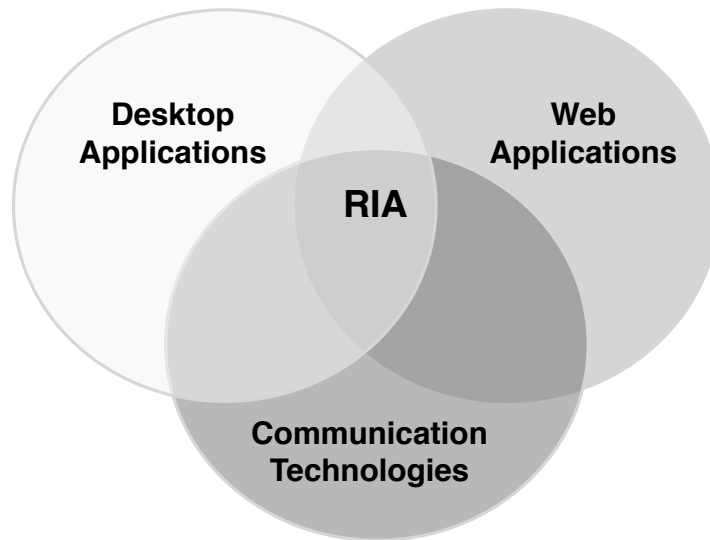 Desktop
Applications
Web
Applications
RIA
Communication
Technologies